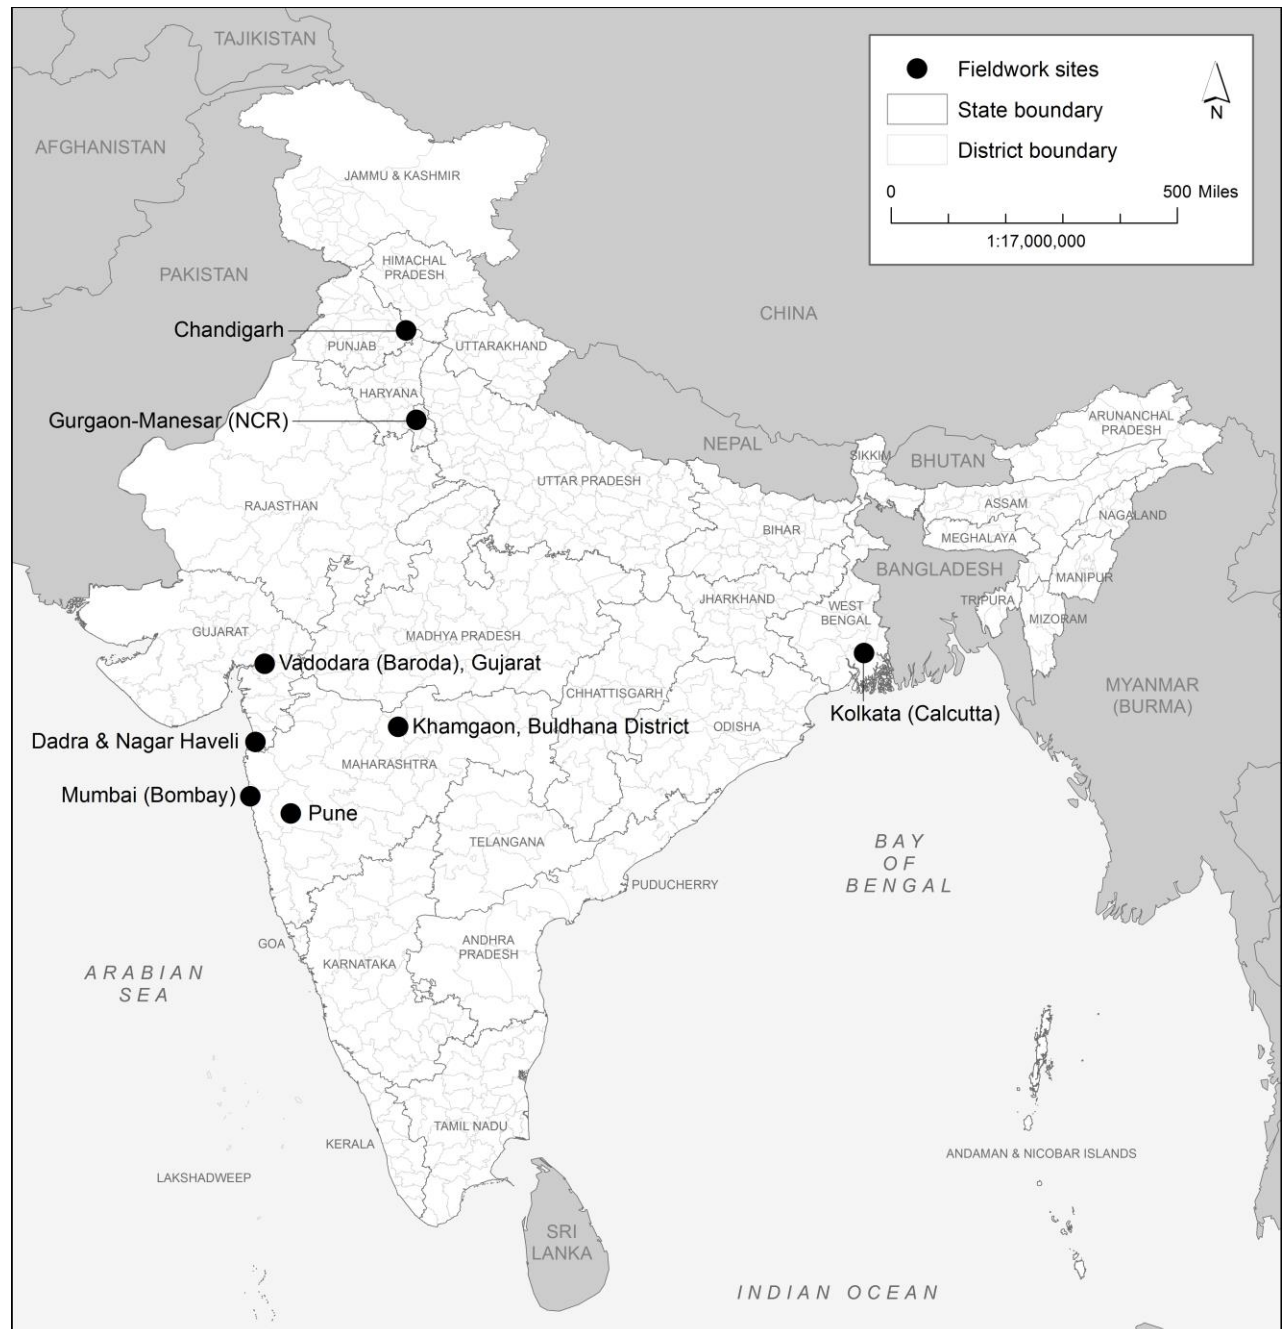 TAJIKISTAN
AFGHANISTAN
Fieldwork sites
State boundary
District boundary
N
0
500 Miles
1:17,000,000
JAMMU & KASHMIR
HIMACHAL
PRADESH
PAKISTAN
CHINA
Chandigarh
PUNJAB
UTTARAKHAND
HARYANA
Gurgaon-Manesar (NCR)
NEPAL
SIKKIM
BHUTAN
ARUNANCHAL
PRADESH
UTTAR PRADESH
RAJASTHAN
ASSAM
NAGALAND
BIHAR
MEGHALAYA
BANGLADESH
MANIPUR
JHARKHAND
WEST
BENGAL
TRIPURA
MIZORAM
GUJARAT
MADHYA PRADESH
Vadodara (Baroda), Gujarat
CHHATTISGARH
MYANMAR
(BURMA)
Kolkata (Calcutta)
Khamgaon, Buldhana District
ODISHA
Dadra & Nagar Haveli
MAHARASHTRA
Mumbai (Bombay)
Pune
TELANGANA
BAY
OF
BENGAL
PUDUCHERRY
GOA
ANDHRA
PRADESH
KARNATAKA
ARABIAN
SEA
TAMIL NADU
KERALA
LAKSHADWEEP
ANDAMAN & NICOBAR ISLANDS
SRI
LANKA
INDIAN OCEAN